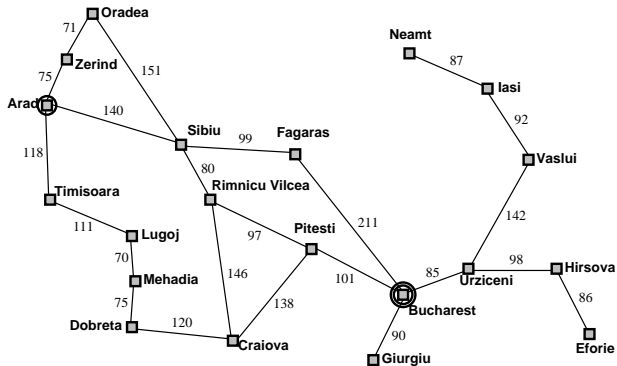 Oradea
71
Neamt
Zerind
87
75
151
Iasi
Arad
140
92
Sibiu
99
Fagaras
118
80
Vaslui
Timisoara
Rimnicu Vilcea
211
142
111
Lugoj
97
Pitesti
70
98
Hirsova
146
101
85
Urziceni
Mehadia
138
86
75
Bucharest
120
90
Dobreta
Craiova
Eforie
Giurgiu